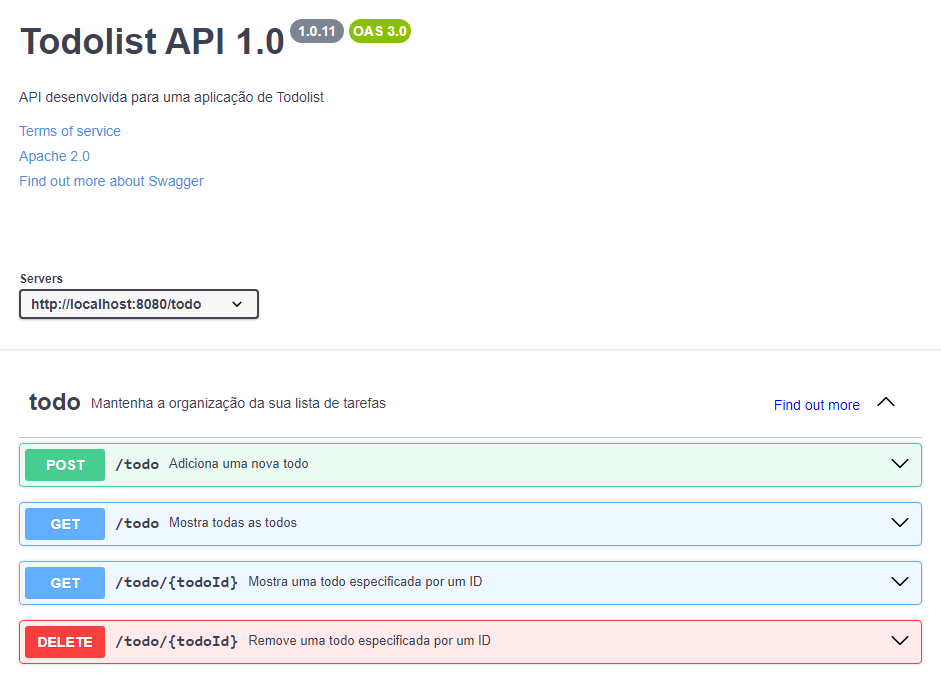 Todolist API 1.0 1.0.11 OAS 3.0
API desenvolvida para uma aplicação de Todolist
Terms of service
Apache 2.0
Find out more about Swagger
Servers
http://localhost:8080/todo
todo Mantenha a organização da sua lista de tarefas Find out more
POST /todo Adiciona uma nova todo
GET /todo Mostra todas as todos
GET /todo/{todoId} Mostra uma todo especificada por um ID
DELETE /todo/{todoId} Remove uma todo especificada por um ID